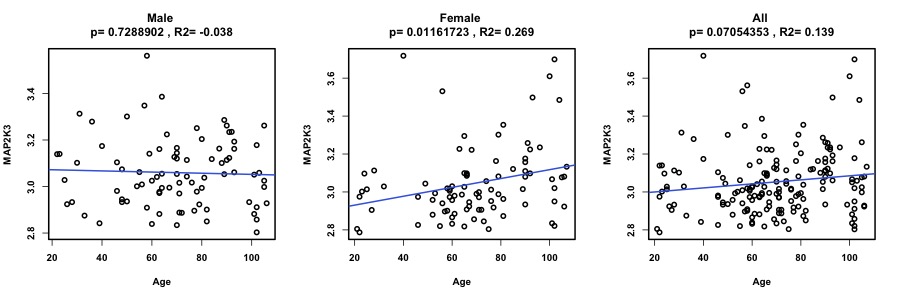 Male
p= 0.7288902 , R2= -0.038
MAP2K3
3.4
3.2
3.0
2.8
20 40 60 80 100
Age
Female
p= 0.01161723 , R2= 0.269
MAP2K3
3.6
3.4
3.2
3.0
2.8
20 40 60 80 100
Age
All
p= 0.07054353 , R2= 0.139
MAP2K3
3.6
3.4
3.2
3.0
2.8
20 40 60 80 100
Age